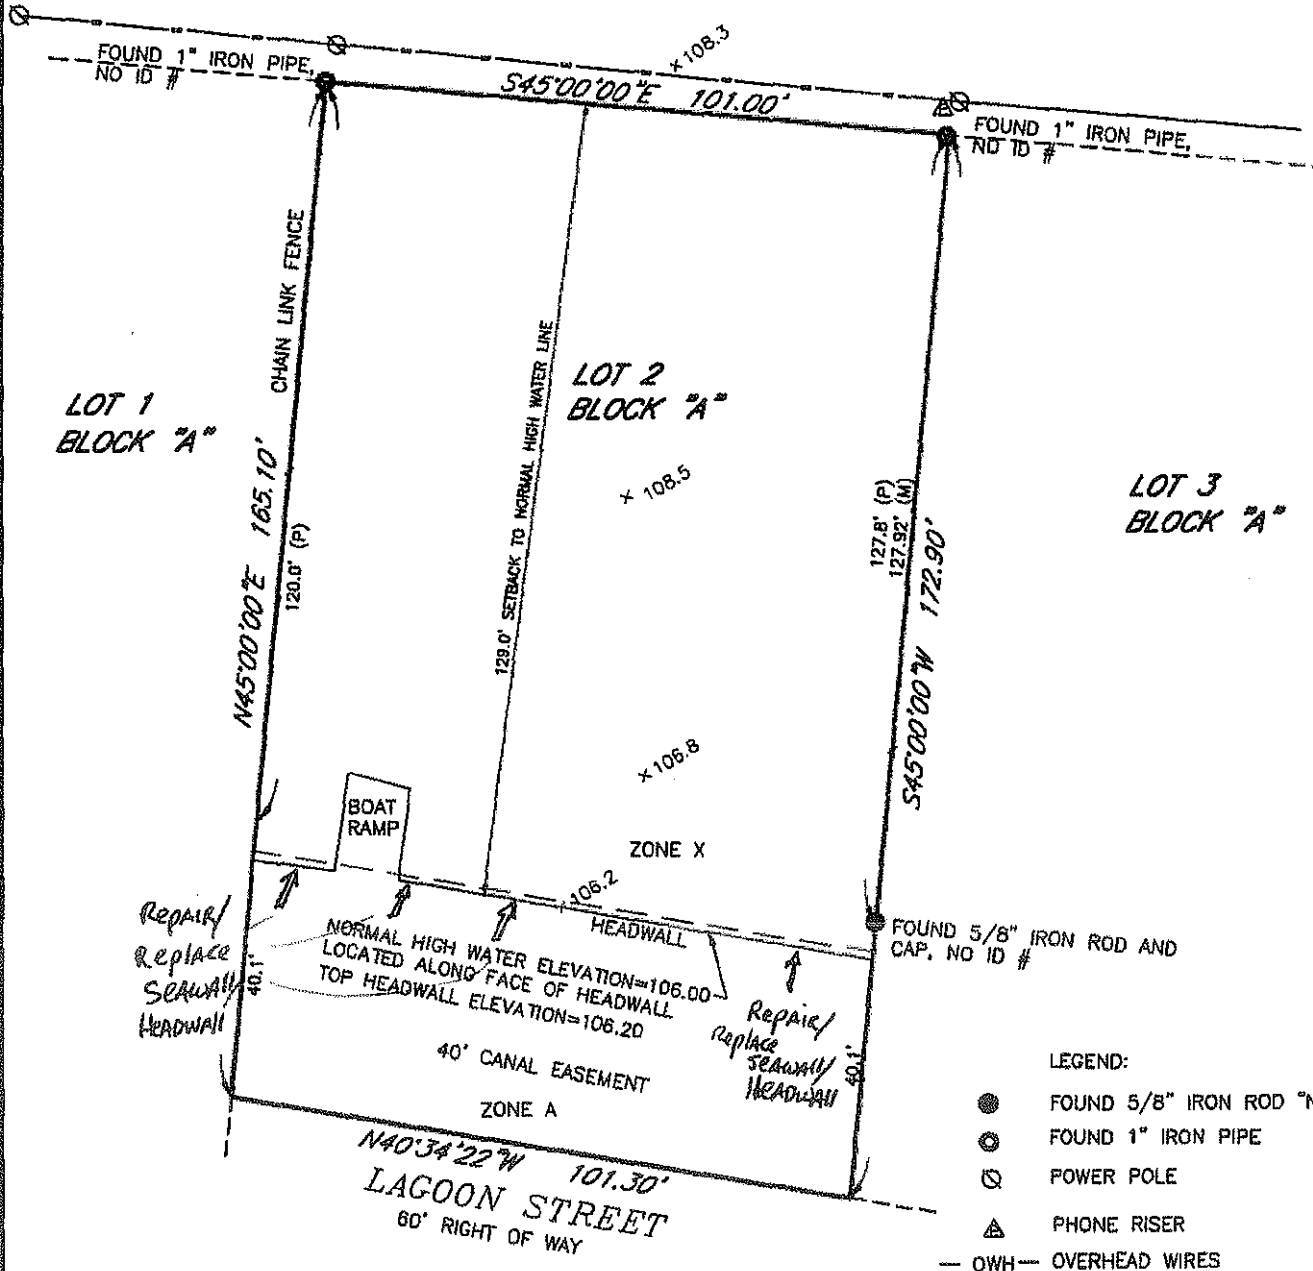 ×108.3
FOUND 1" IRON PIPE,
NO ID #
S45°00'00"E 101.00'
FOUND 1" IRON PIPE,
NO ID #
CHAIN LINK FENCE
129.0' SETBACK TO NORMAL HIGH WATER LINE
LOT 1
BLOCK "A"
LOT 2
BLOCK "A"
LOT 3
BLOCK "A"
× 108.5
N45°00'00"E 165.10'
120.0' (P)
127.8' (P)
127.92' (M)
S45°00'00"W 172.90'
×106.8
BOAT
RAMP
ZONE X
106.2
HEADWALL
FOUND 5/8" IRON ROD AND
CAP, NO ID #
Repair/
Replace
Seawall/
Headwall
40.1'
NORMAL HIGH WATER ELEVATION=106.00
LOCATED ALONG FACE OF HEADWALL
TOP HEADWALL ELEVATION=106.20
Repair/
Replace
Seawall/
Headwall
40.1'
40' CANAL EASEMENT
ZONE A
N40°34'22"W 101.30'
LAGOON STREET
60' RIGHT OF WAY
LEGEND:
FOUND 5/8" IRON ROD
FOUND 1" IRON PIPE
POWER POLE
PHONE RISER
— OWH — OVERHEAD WIRES